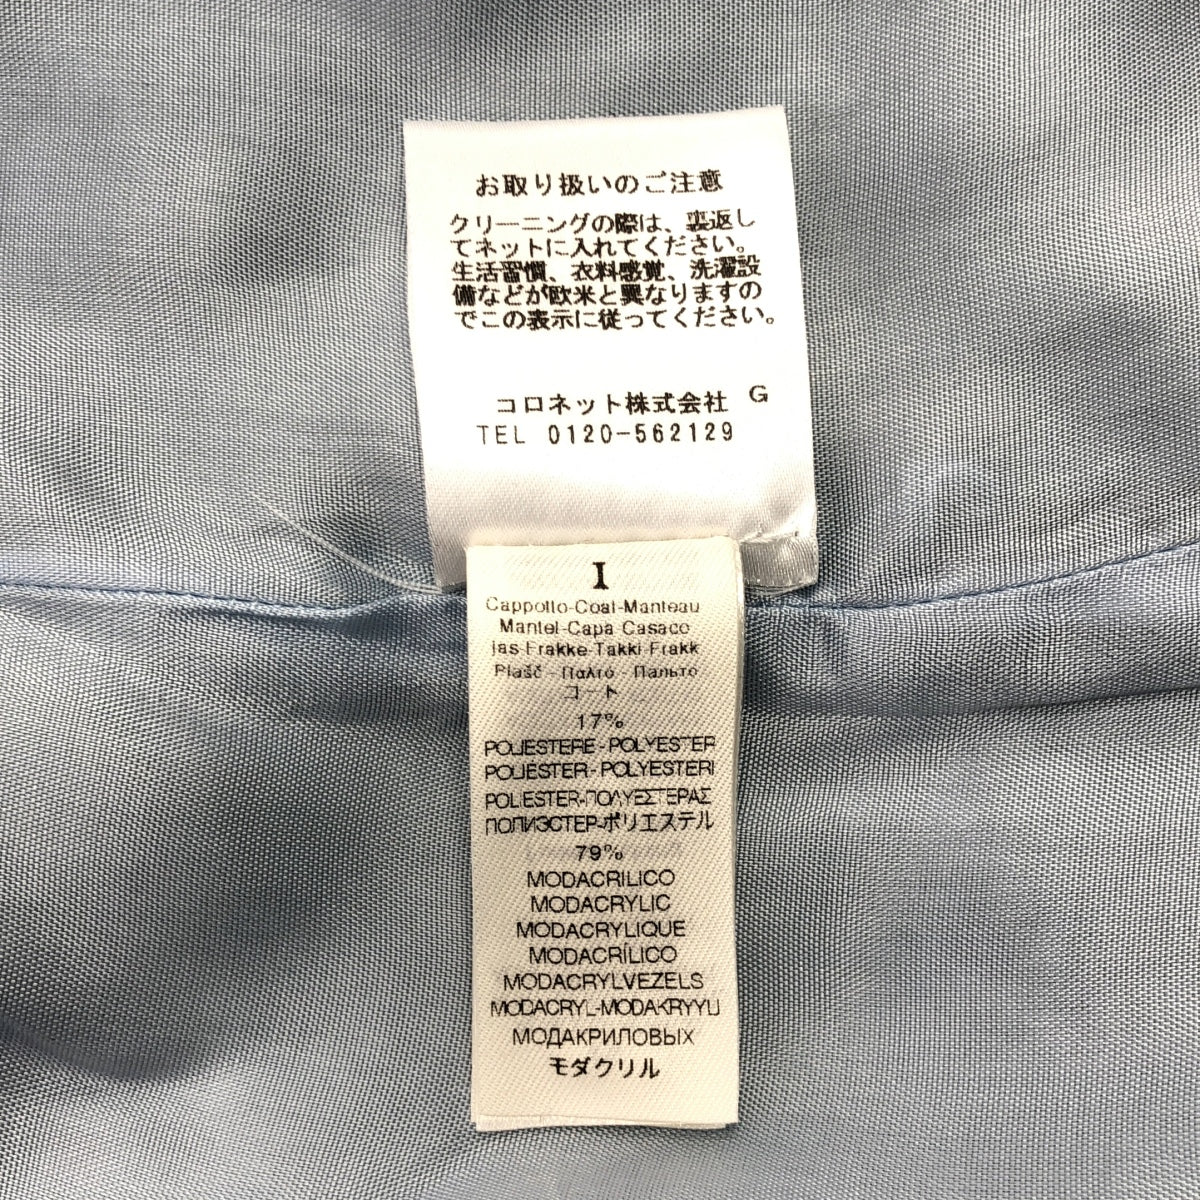 お取り扱いのご注意
クリーニングの際は、裏返し
てネットに入れてください。
生活習慣、衣料感覚、洗濯設
備などが欧米と異なりますの
でこの表示に従ってください。
コロネット株式会社 G
TEL 0120-562129
I
Cappotto-Coat-Manteau
Mantel-Capa Casaco
Jas Frakke Takki Frakk
Plašč - Παλτό - Пальто
コート
17%
POLIESTERE - POLYESTER
POLIESTER - POLYESTERI
POLIESTER-ΠΟΛΥΕΣΤΕΡΑΣ
ПОЛИЭСТЕР-ポリエステル
79%
MODACRILICO
MODACRYLIC
MODACRYLIQUE
MODACRÍLICO
MODACRYLVEZELS
MODACRYL-MODAKRYYLI
МОДАКРИЛОВЫХ
モダクリル